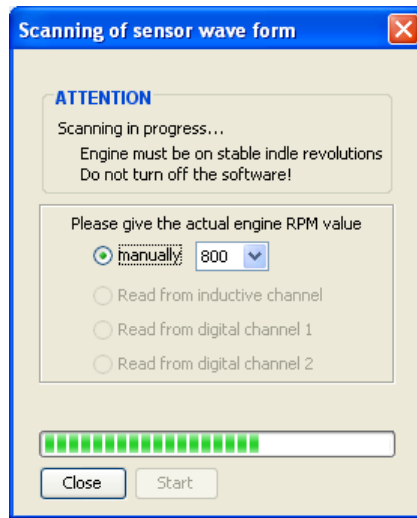 Scanning of sensor wave form
ATTENTION
Scanning in progress...
Engine must be on stable indle revolutions
Do not turn off the software!
Please give the actual engine RPM value
manually 800
Read from inductive channel
Read from digital channel 1
Read from digital channel 2
Close Start